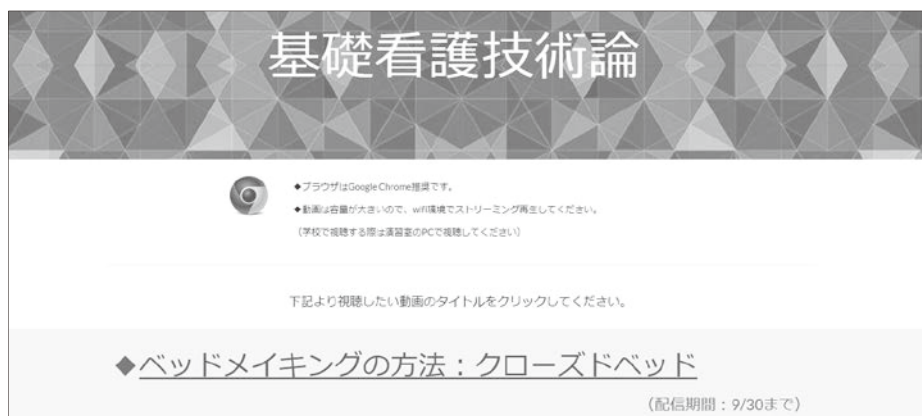 基礎看護技術論
◆ブラウザはGoogle Chrome推奨です。
◆動画は容量が大きいので、wifi環境でストリーミング再生してください。
（学校で視聴する際は演習室のPCで視聴してください）
下記より視聴したい動画のタイトルをクリックしてください。
◆ベッドメイキングの方法：クローズドベッド
（配信期間：9/30まで）